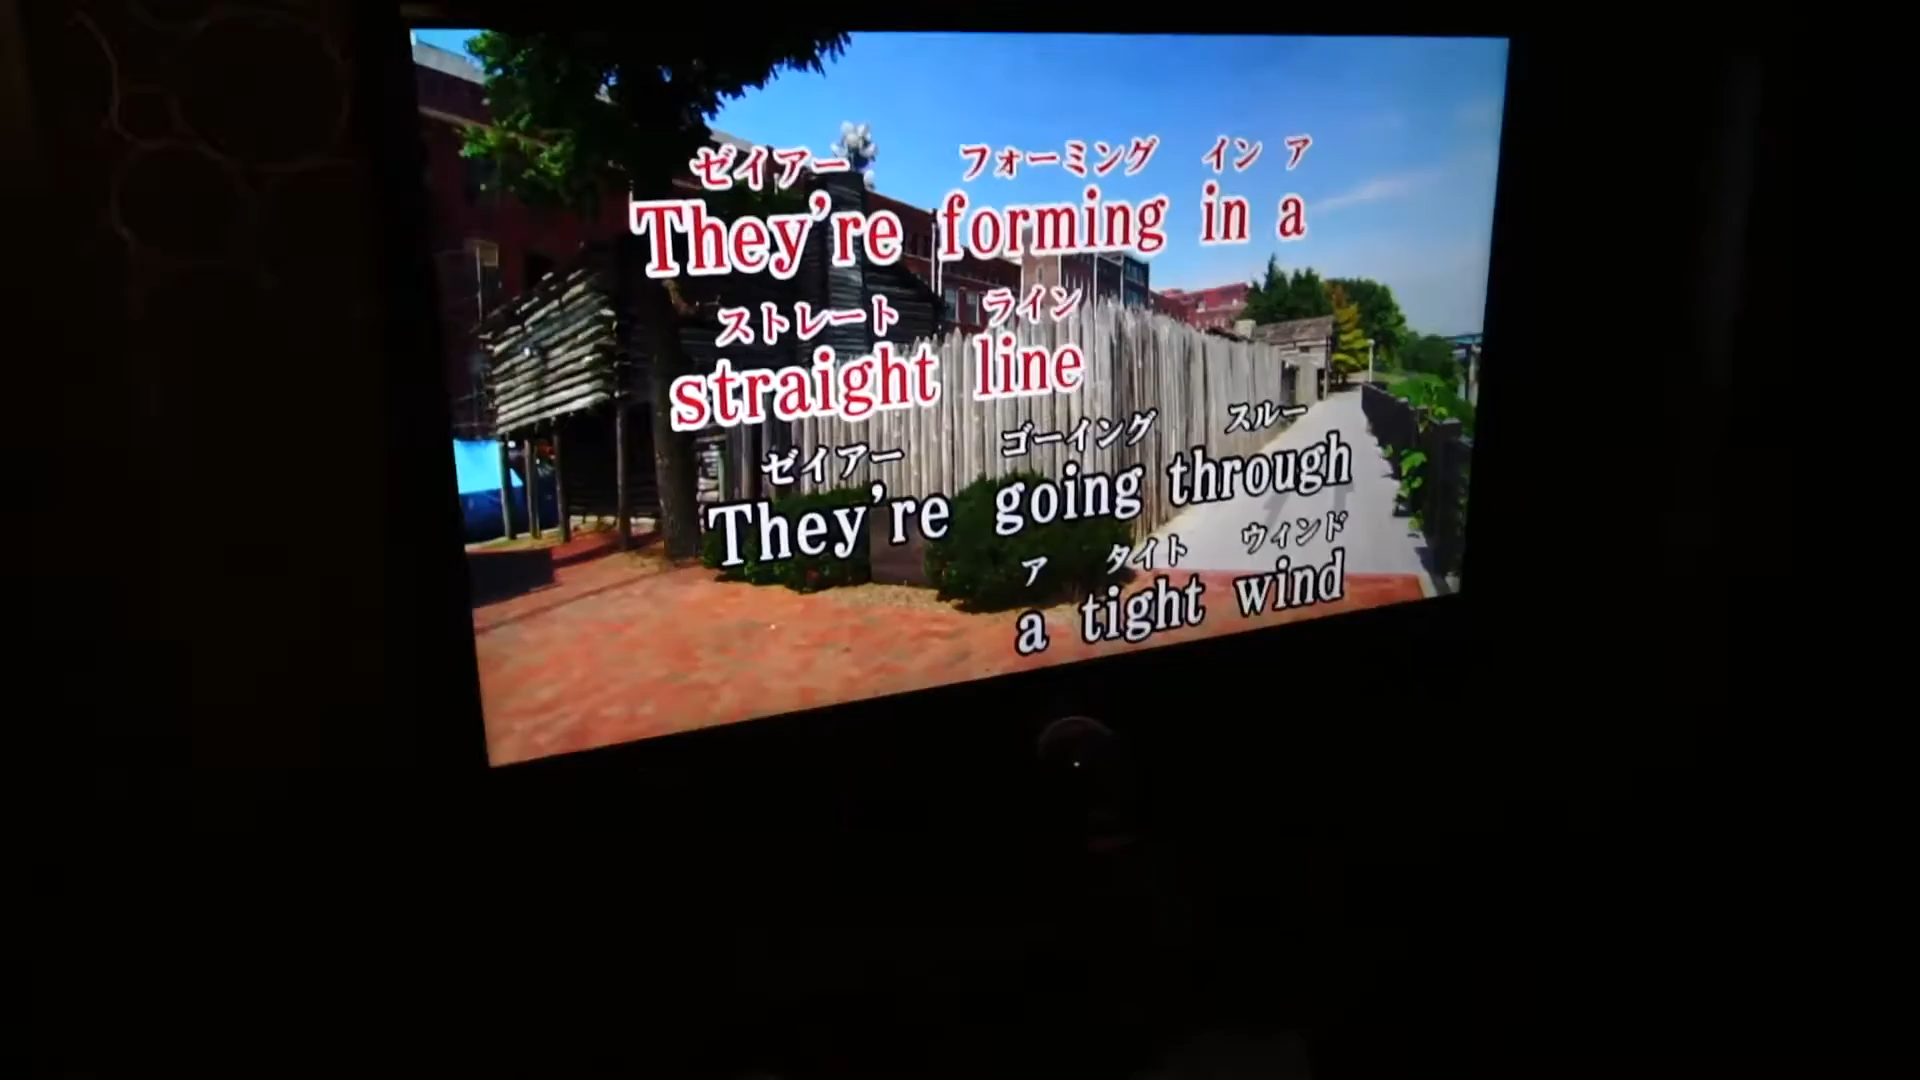 ゼイアー フォーミング イン ア
They're forming in a
ストレート ライン
straight line
ゼイアー ゴーイング スルー
They're going through
ア タイト ウィンド
a tight wind